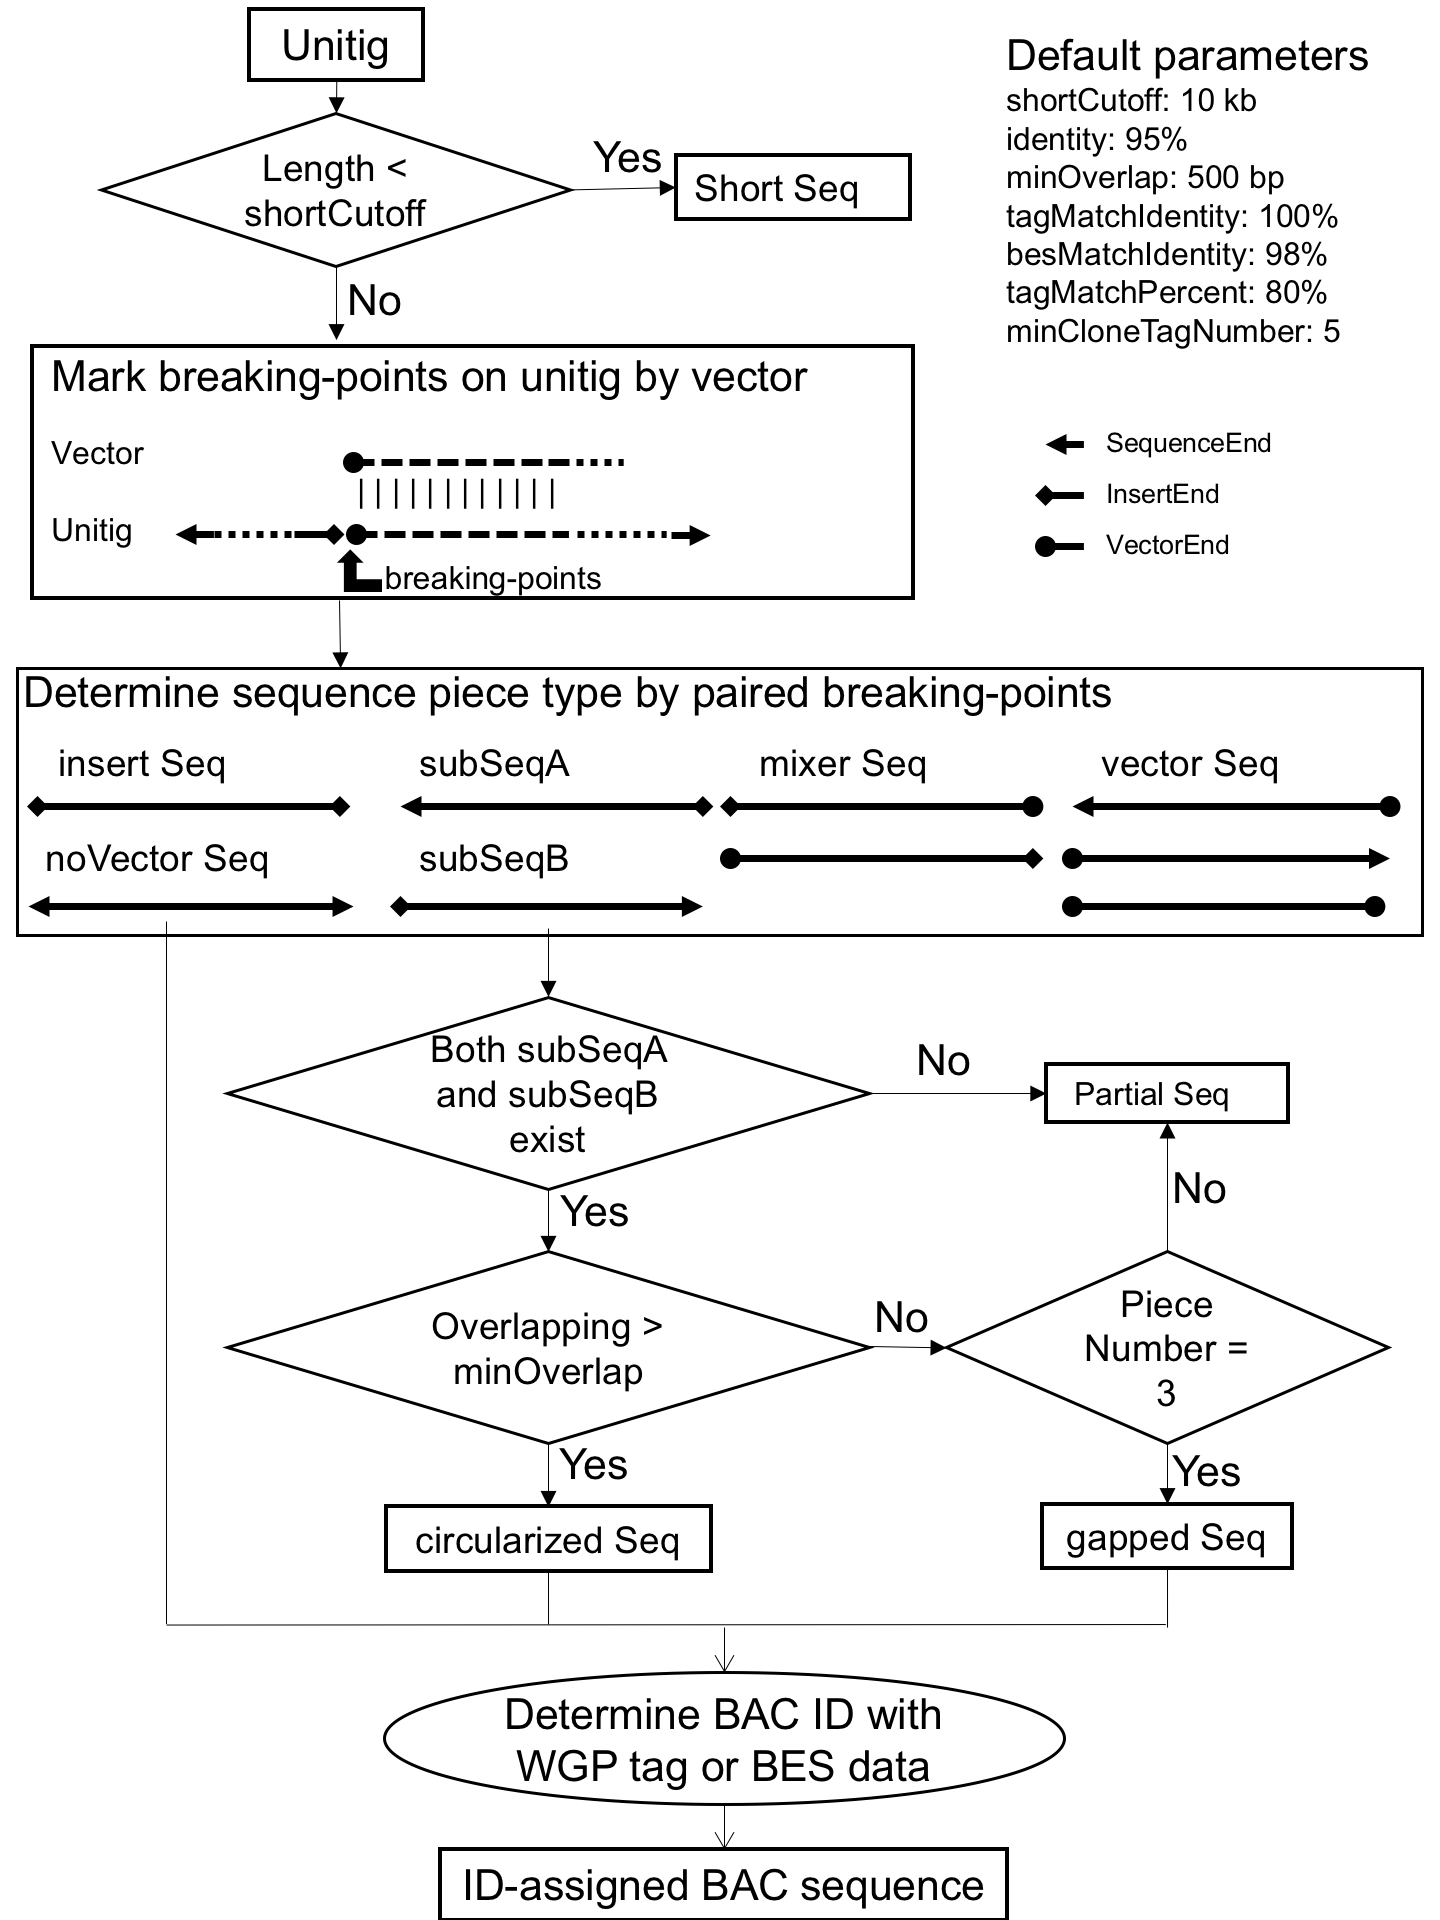 Unitig
Default parameters
shortCutoff: 10 kb
identity: 95%
minOverlap: 500 bp
tagMatchIdentity: 100%
besMatchIdentity: 98%
tagMatchPercent: 80%
minCloneTagNumber: 5
Length <
shortCutoff
Yes
Short Seq
No
Mark breaking-points on unitig by vector
Vector
Unitig
breaking-points
SequenceEnd
InsertEnd
VectorEnd
Determine sequence piece type by paired breaking-points
insert Seq
subSeqA
mixer Seq
vector Seq
noVector Seq
subSeqB
Both subSeqA
and subSeqB
exist
No
Partial Seq
Yes
No
Overlapping >
minOverlap
No
Piece
Number =
3
Yes
Yes
circularized Seq
gapped Seq
Determine BAC ID with
WGP tag or BES data
ID-assigned BAC sequence